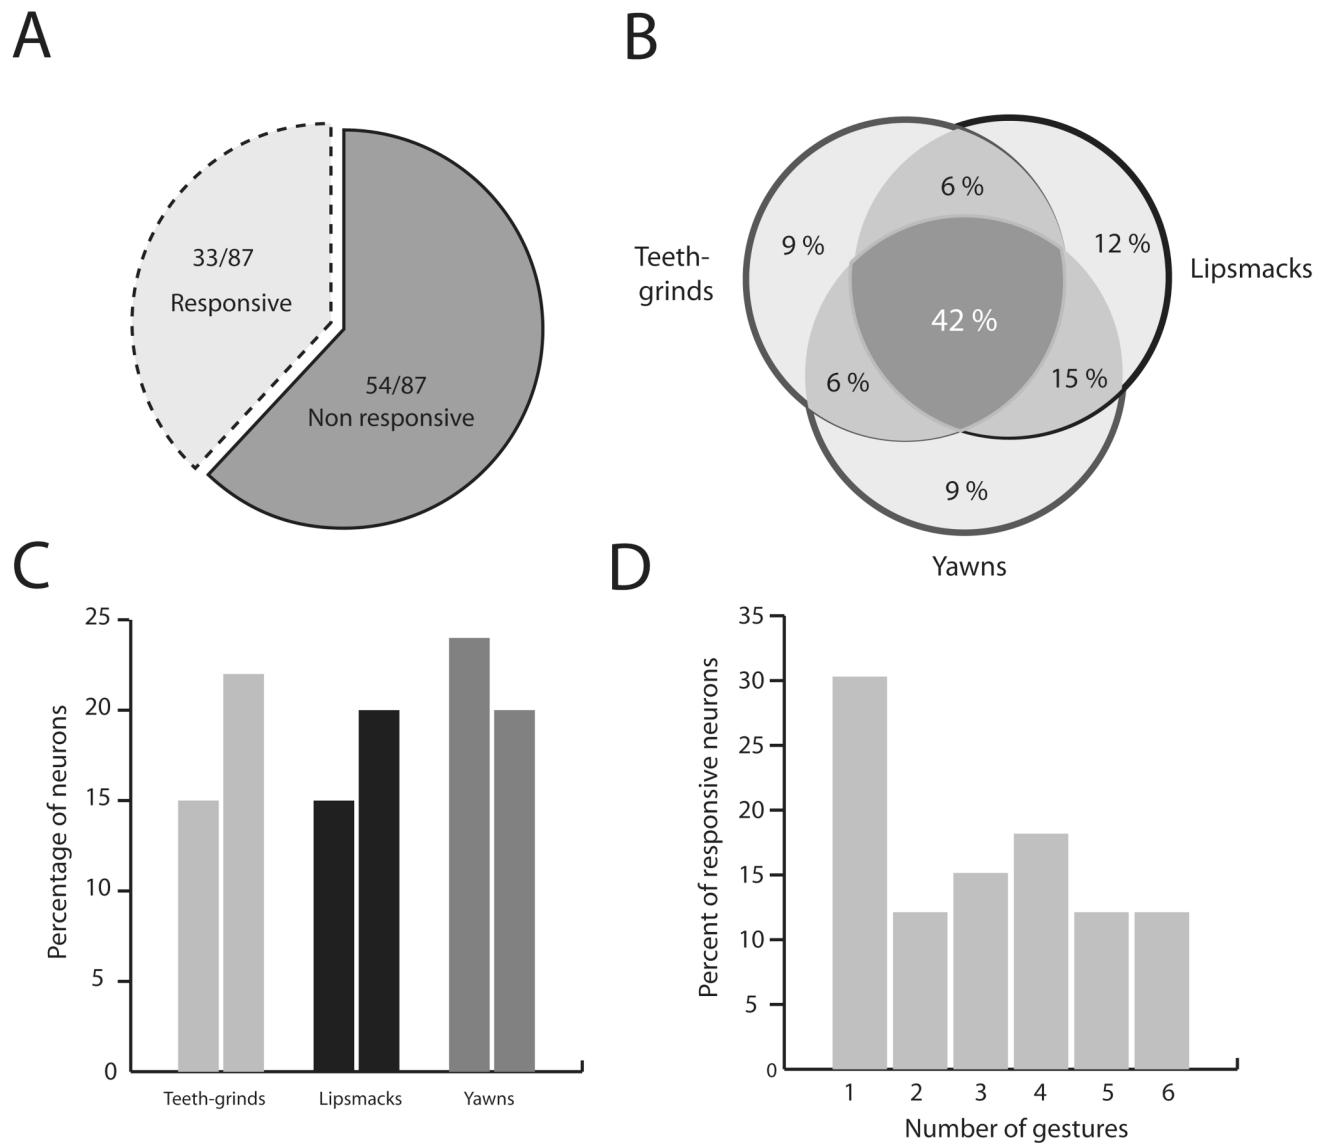 A
33/87
Responsive
54/87
Non responsive
B
Teeth-
grinds
Lipsmacks
Yawns
6 %
9 %
12 %
42 %
6 %
15 %
9 %
C
Percentage of neurons
25
20
15
10
5
0
Teeth-grinds
Lipsmacks
Yawns
D
Percent of responsive neurons
35
30
25
20
15
10
5
0
1
2
3
4
5
6
Number of gestures